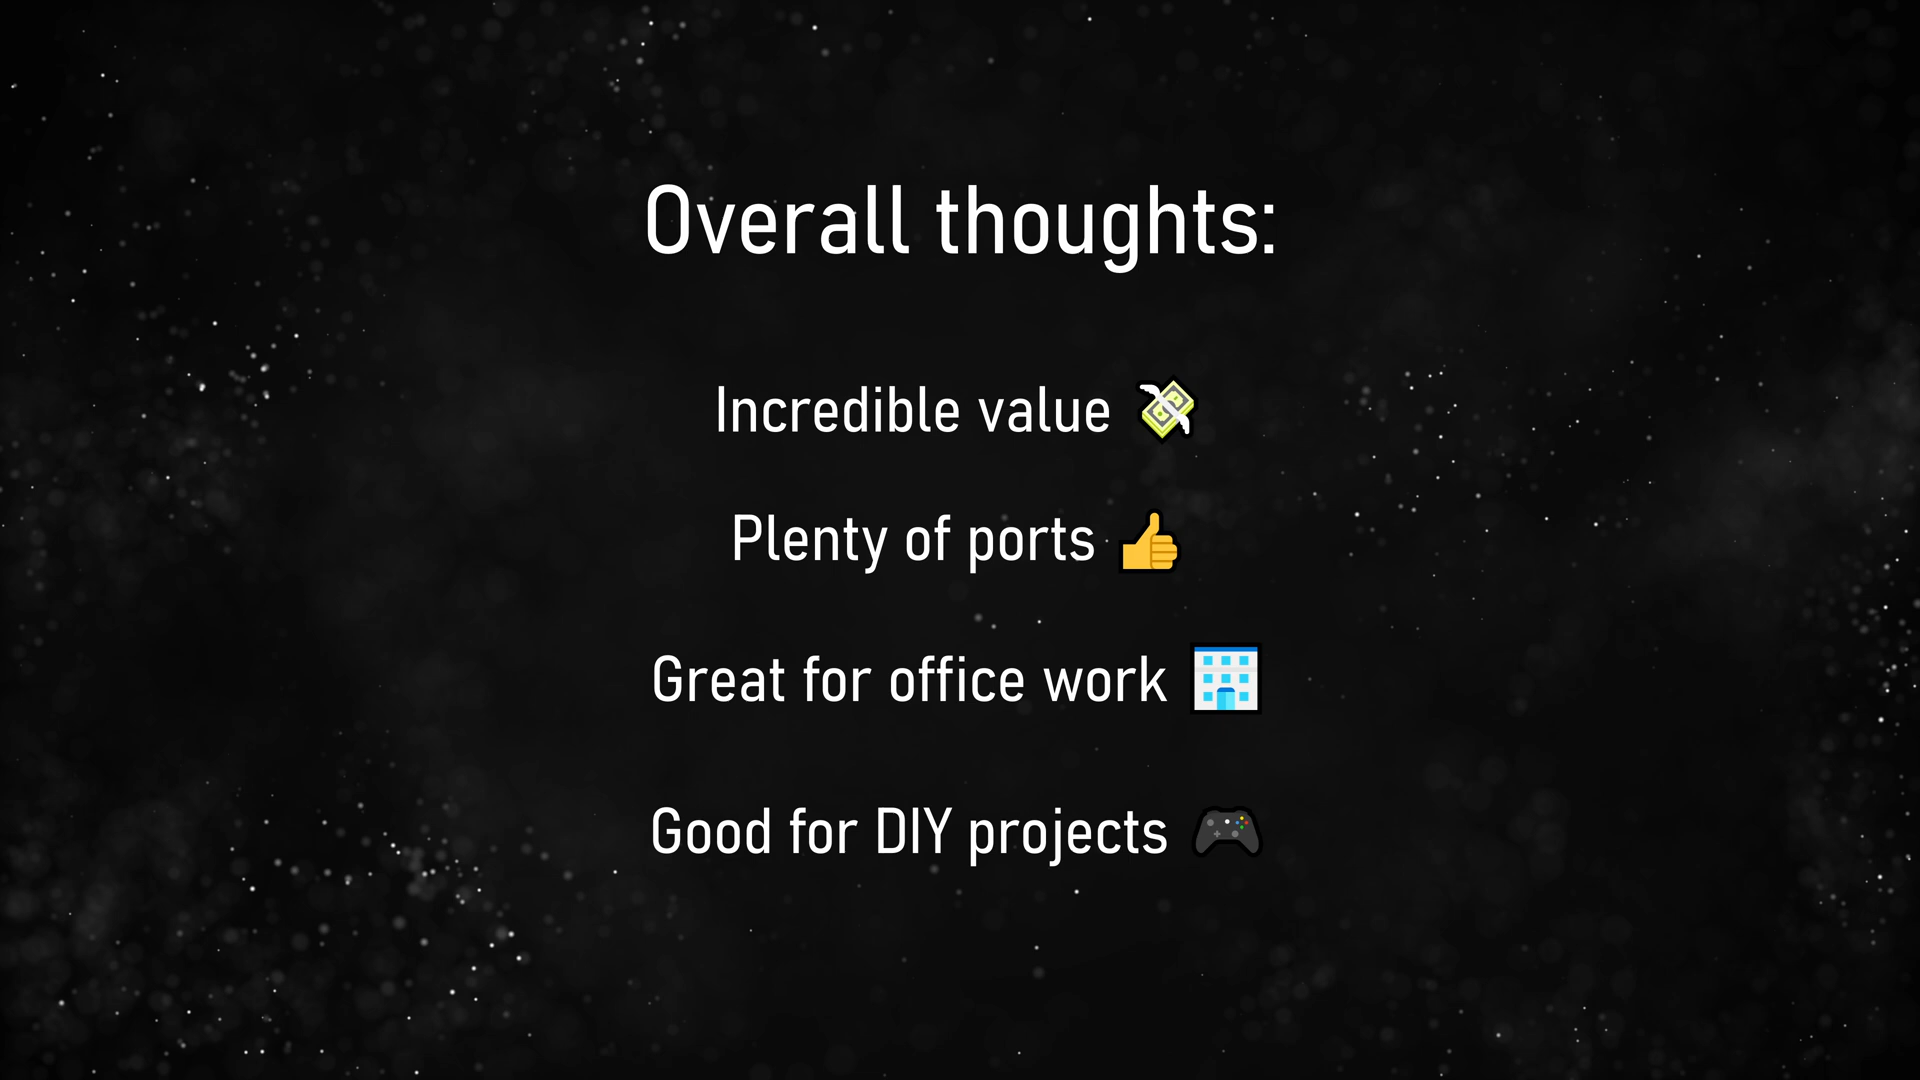 Overall thoughts:
Incredible value 💸
Plenty of ports 👍
Great for office work 🏢
Good for DIY projects 🎮